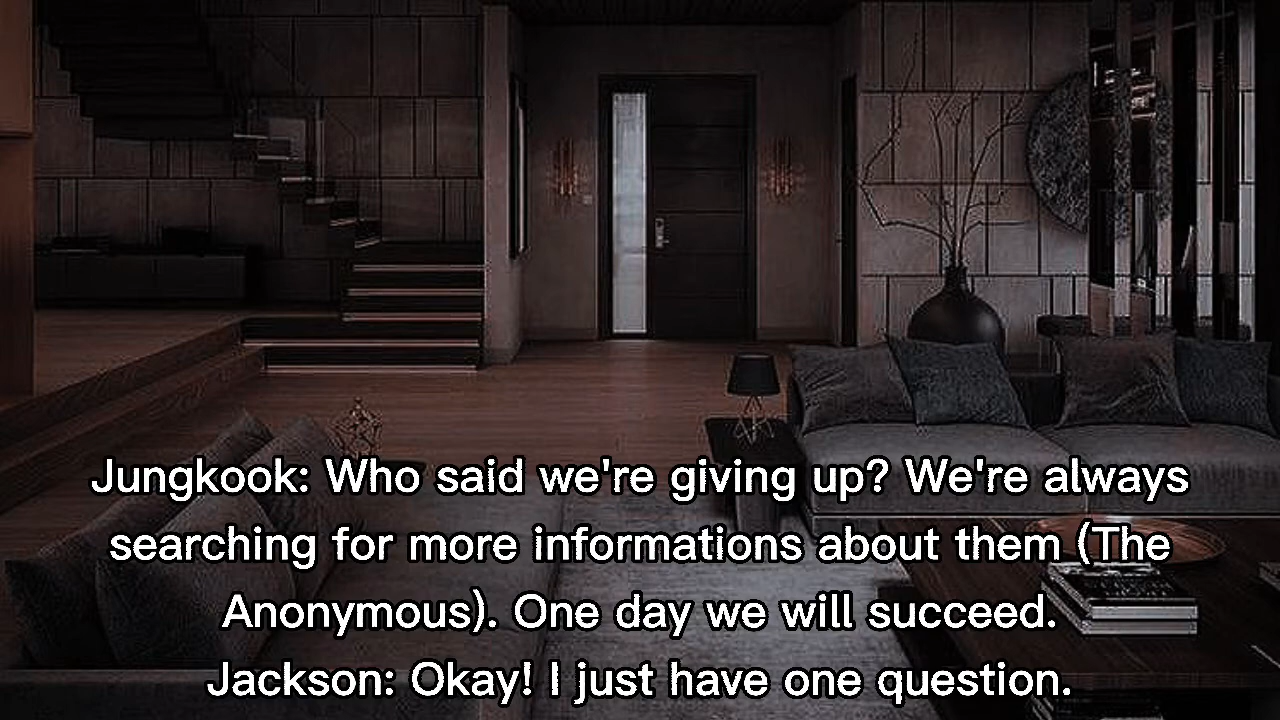 Jungkook: Who said we're giving up? We're always
searching for more informations about them (The
Anonymous). One day we will succeed.
Jackson: Okay! I just have one question.